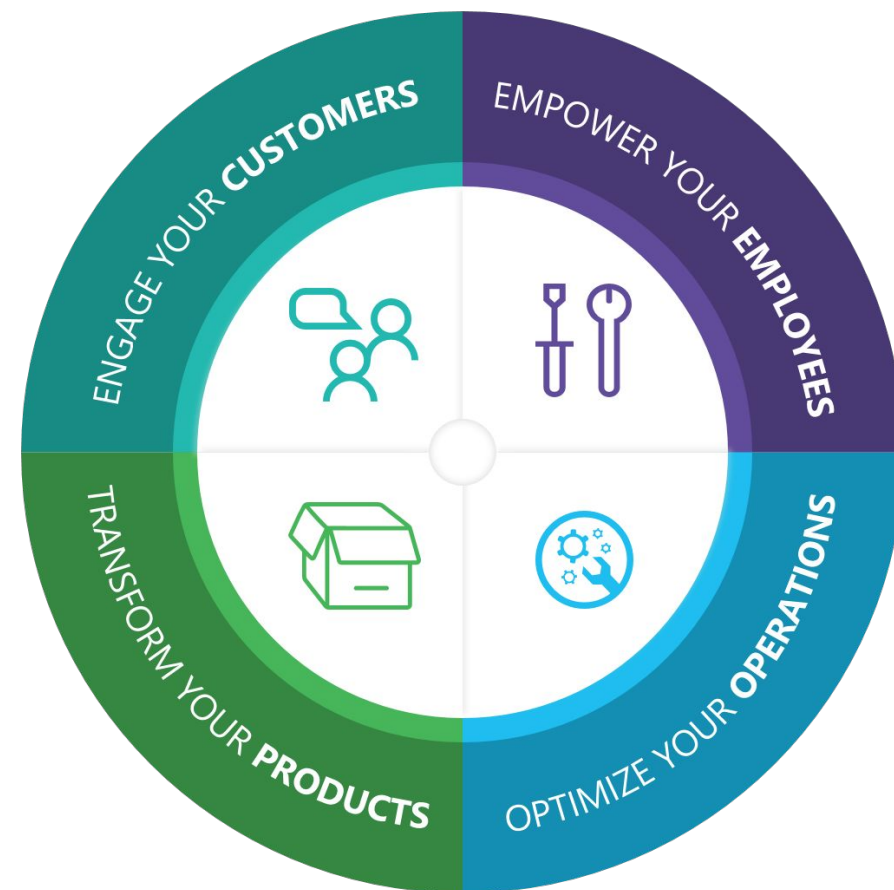 ENGAGE YOUR CUSTOMERS
EMPOWER YOUR EMPLOYEES
TRANSFORM YOUR PRODUCTS
OPTIMIZE YOUR OPERATIONS